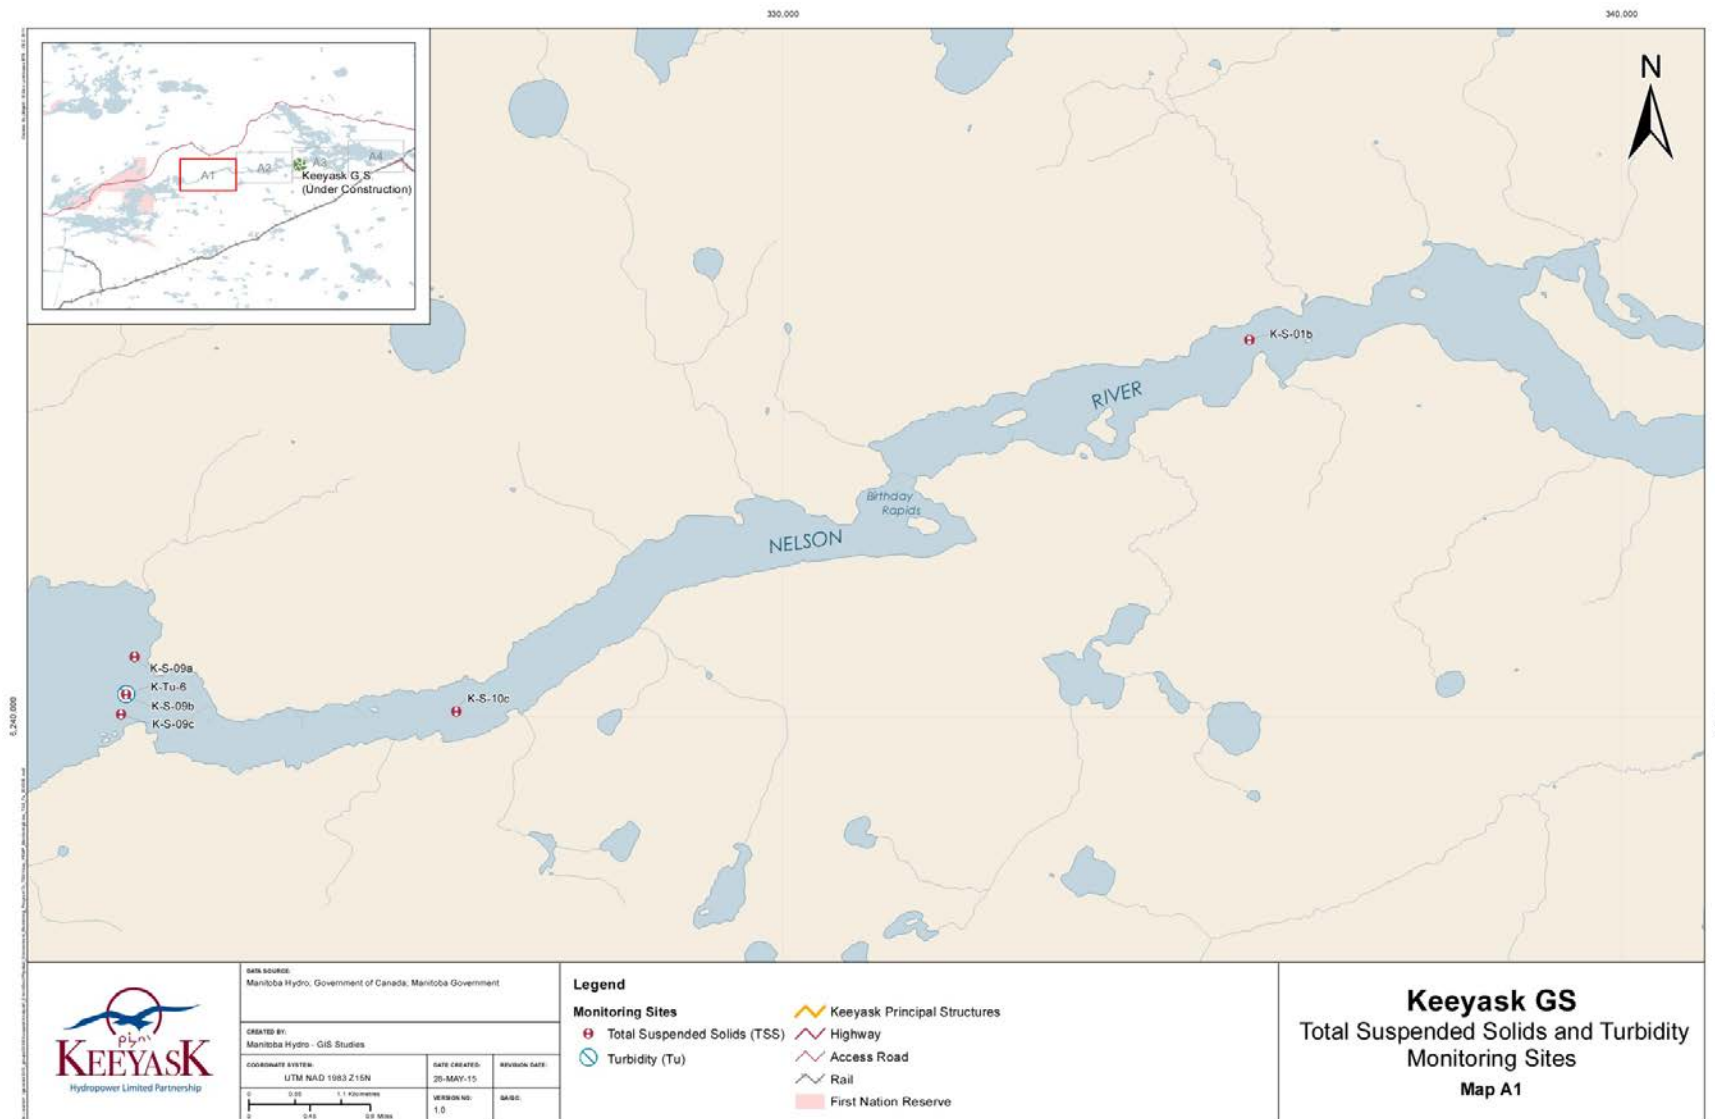 330,000
340,000
N
A1
A2
A3
A4
Keeyask G.S.
(Under Construction)
K-S-01b
RIVER
Birthday
Rapids
NELSON
K-S-09a
K-Tu-6
K-S-09b
K-S-09c
K-S-10c
6,240,000
ᑭᔭᐢᐠ
KEEYASK
Hydropower Limited Partnership
DATA SOURCE:
Manitoba Hydro; Government of Canada; Manitoba Government
CREATED BY:
Manitoba Hydro - GIS Studies
COORDINATE SYSTEM:
UTM NAD 1983 Z15N
DATE CREATED:
26-MAY-15
REVISION DATE:
VERSION NO:
1.0
QA/QC:
Legend
Monitoring Sites
Total Suspended Solids (TSS)
Turbidity (Tu)
Keeyask Principal Structures
Highway
Access Road
Rail
First Nation Reserve
Keeyask GS
Total Suspended Solids and Turbidity
Monitoring Sites
Map A1